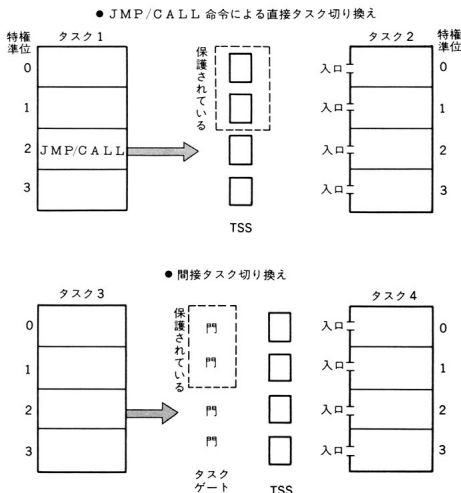 ● JMP/CALL 命令による直接タスク切り換え
特権準位
タスク1
保護されている
タスク2
特権準位
0
入口
0
1
入口
1
2
JMP/CALL
入口
2
3
入口
3
TSS
● 間接タスク切り換え
タスク3
保護されている
タスク4
0
門
入口
0
1
門
入口
1
2
門
入口
2
3
門
入口
3
タスク
ゲート
TSS